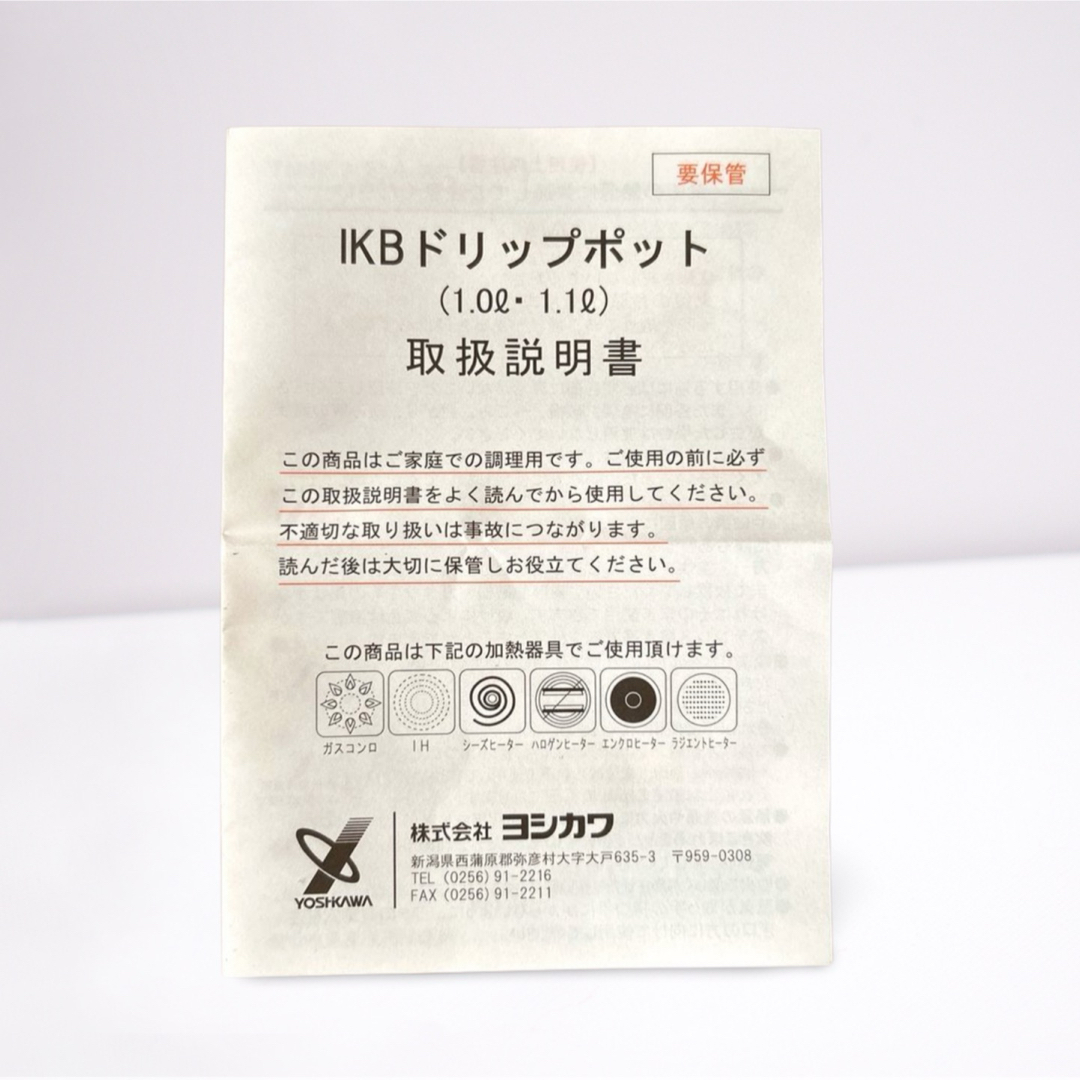 要保管
IKBドリップポット
(1.0ℓ・1.1ℓ)
取扱説明書
この商品はご家庭での調理用です。ご使用の前に必ず
この取扱説明書をよく読んでから使用してください。
不適切な取り扱いは事故につながります。
読んだ後は大切に保管しお役立てください。
この商品は下記の加熱器具でご使用頂けます。
ガスコンロ IH シーズヒーター ハロゲンヒーター エンクロヒーター ラジエントヒーター
株式会社 ヨシカワ
新潟県西蒲原郡弥彦村大字大戸635-3 〒959-0308
TEL (0256)91-2216
FAX (0256)91-2211
YOSHIKAWA